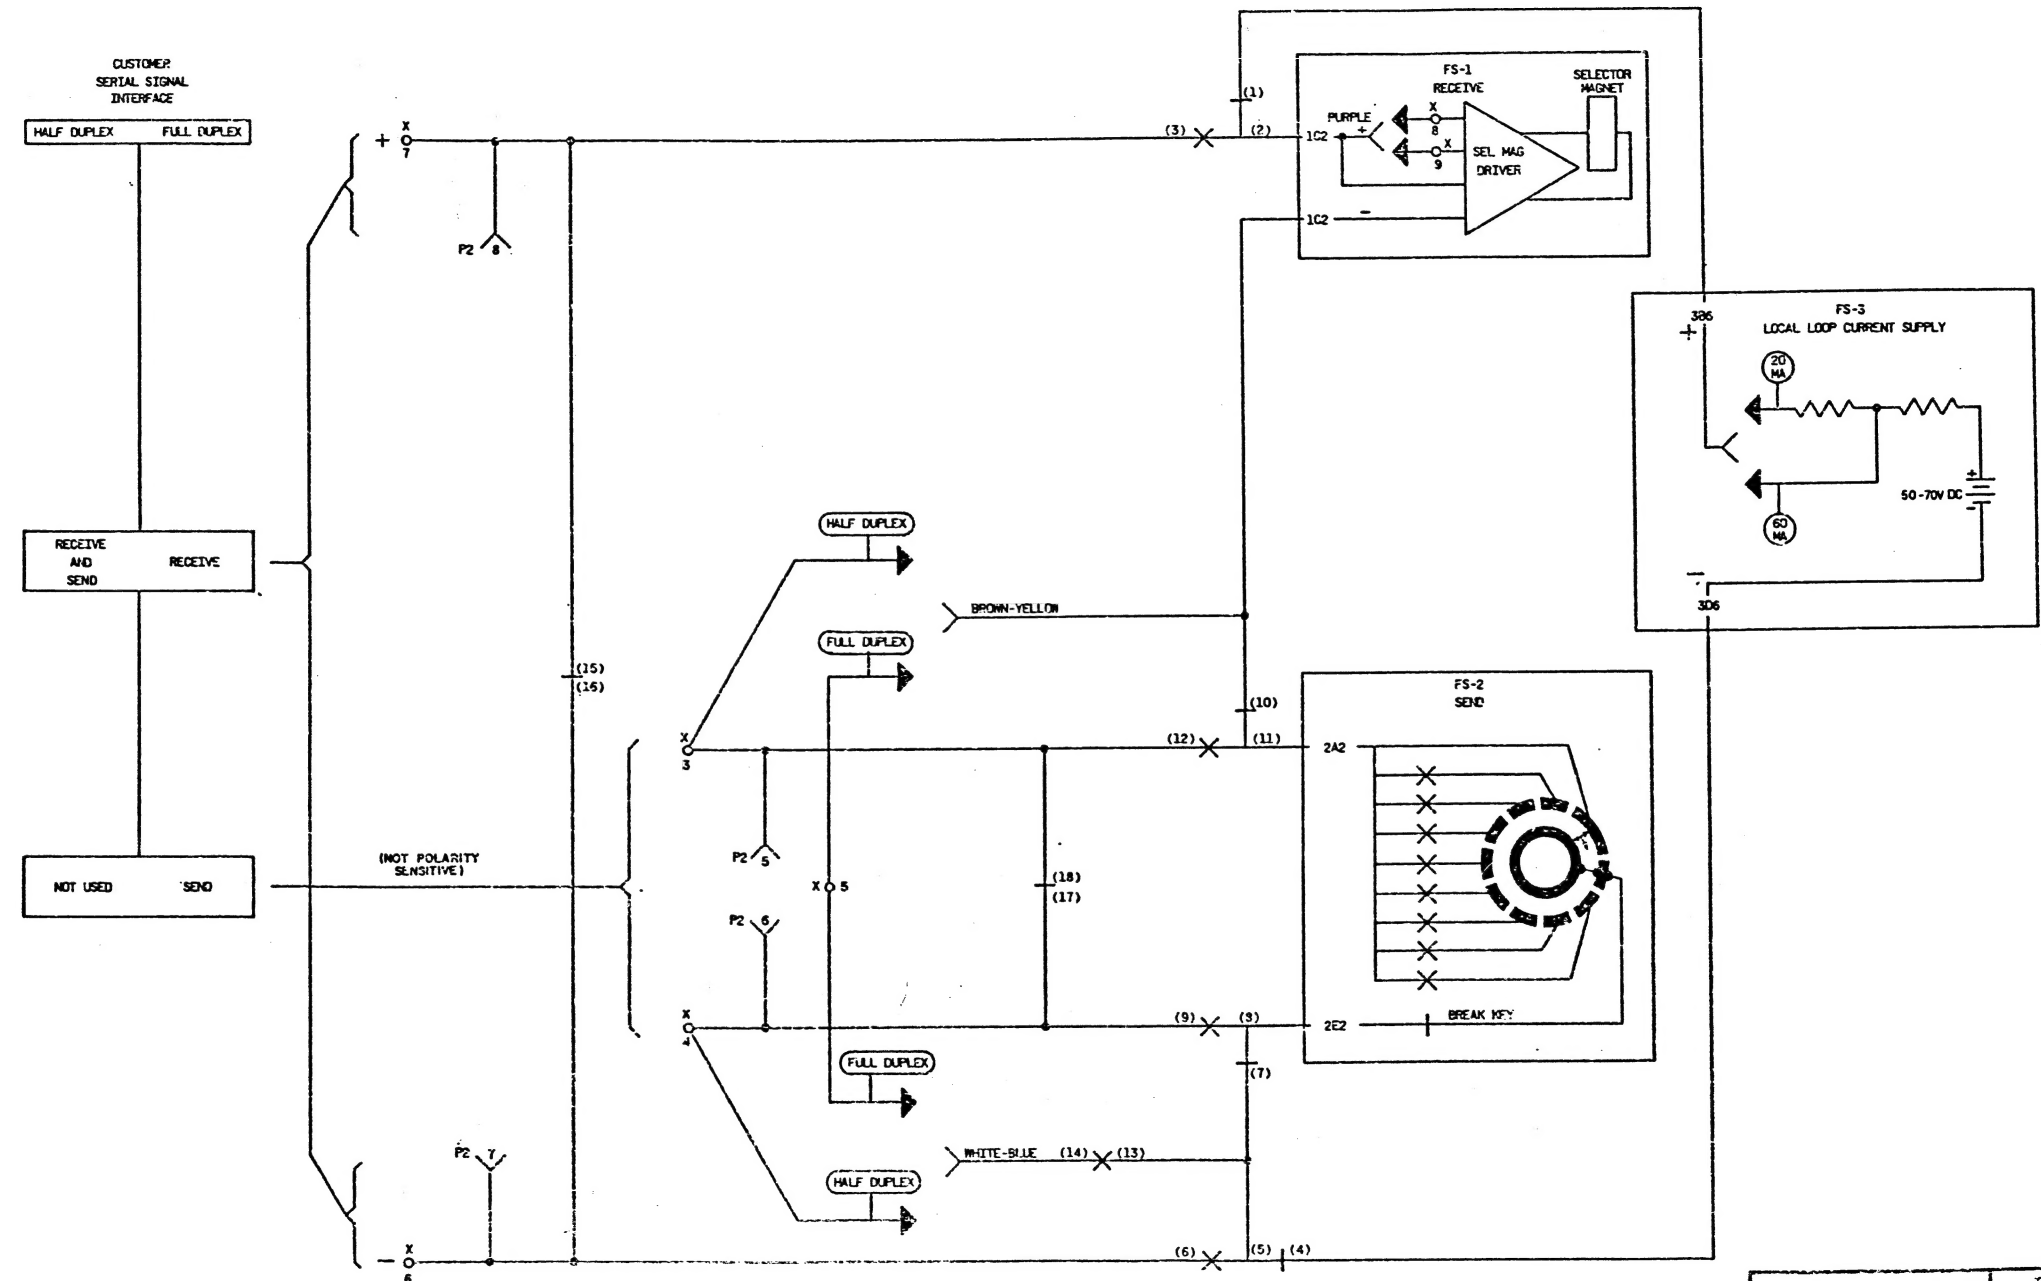 CUSTOMER
SERIAL SIGNAL
INTERFACE
HALF DUPLEX FULL DUPLEX
+ X
7
P2 8
(3) (2)
(1)
FS-1
RECEIVE
SELECTOR
MAGNET
PURPLE
1C2 +
X
8
X
9
SEL MAG
DRIVER
1C2 -
FS-3
LOCAL LOOP CURRENT SUPPLY
3B6
+
20
MA
50-70V DC
+
-
60
MA
-
3D6
RECEIVE
AND
SEND
RECEIVE
HALF DUPLEX
BROWN-YELLOW
FULL DUPLEX
(15)
(16)
(10)
X
3
(12) (11)
FS-2
SEND
2A2
P2 5
(NOT POLARITY
SENSITIVE)
NOT USED SEND
X 5
(18)
(17)
P2 6
X
4
(9) (8)
2E2
BREAK KEY
(7)
FULL DUPLEX
WHITE-BLUE (14) (13)
P2 7
HALF DUPLEX
- X
6
(6) (5) (4)